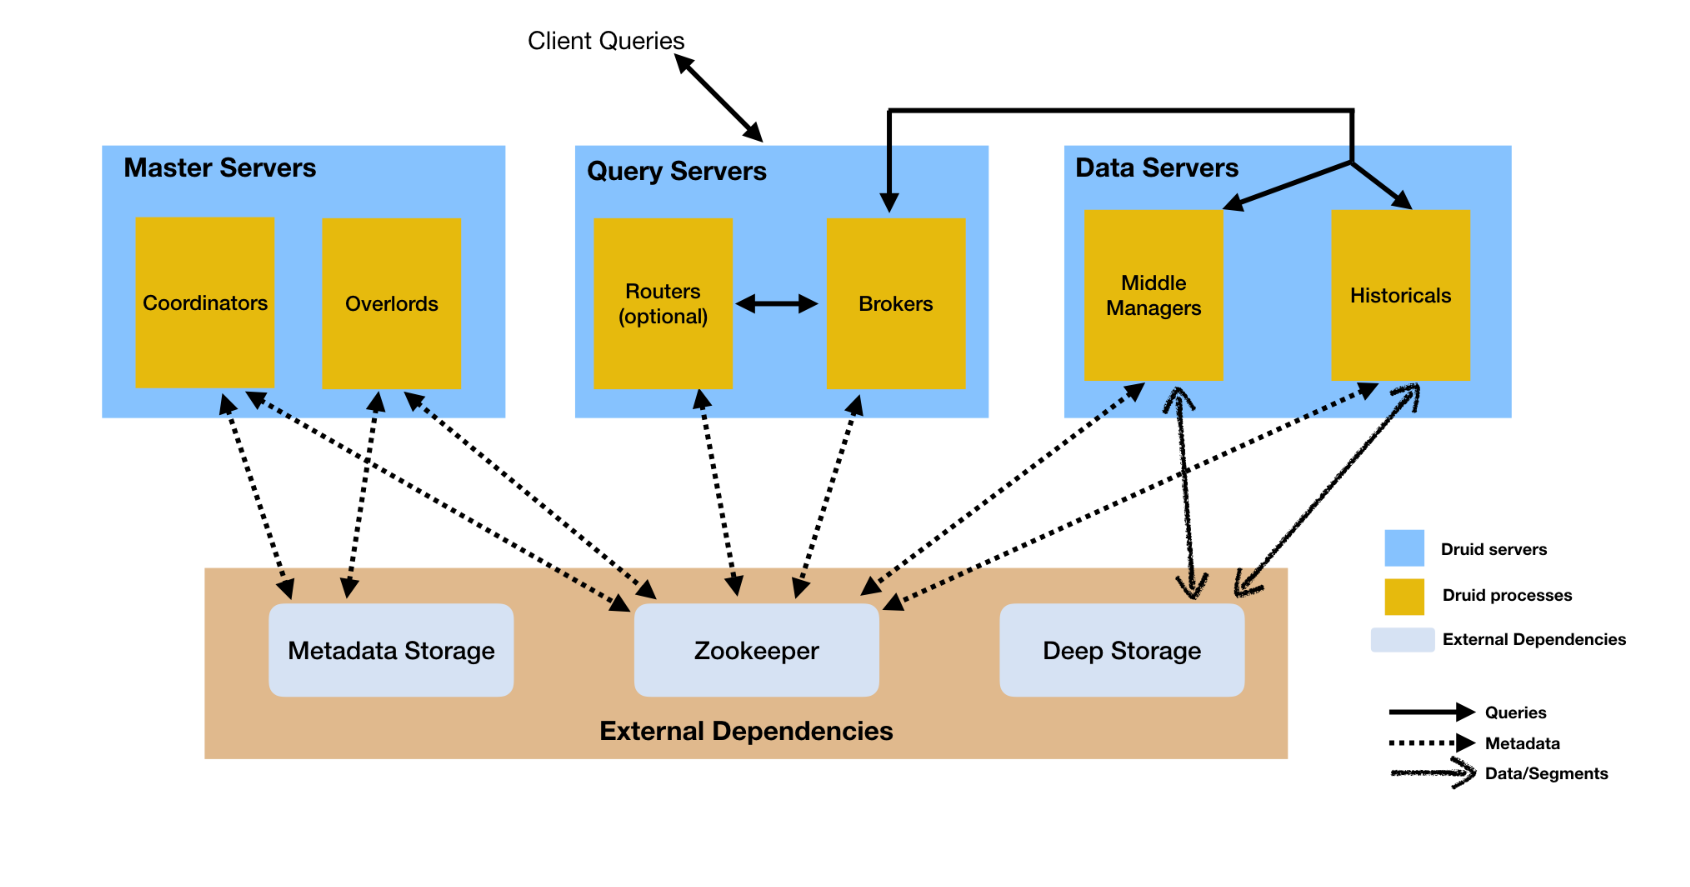 Client Queries
Master Servers
Coordinators
Overlords
Query Servers
Routers
(optional)
Brokers
Data Servers
Middle
Managers
Historicals
Metadata Storage
Zookeeper
Deep Storage
External Dependencies
Druid servers
Druid processes
External Dependencies
Queries
Metadata
Data/Segments